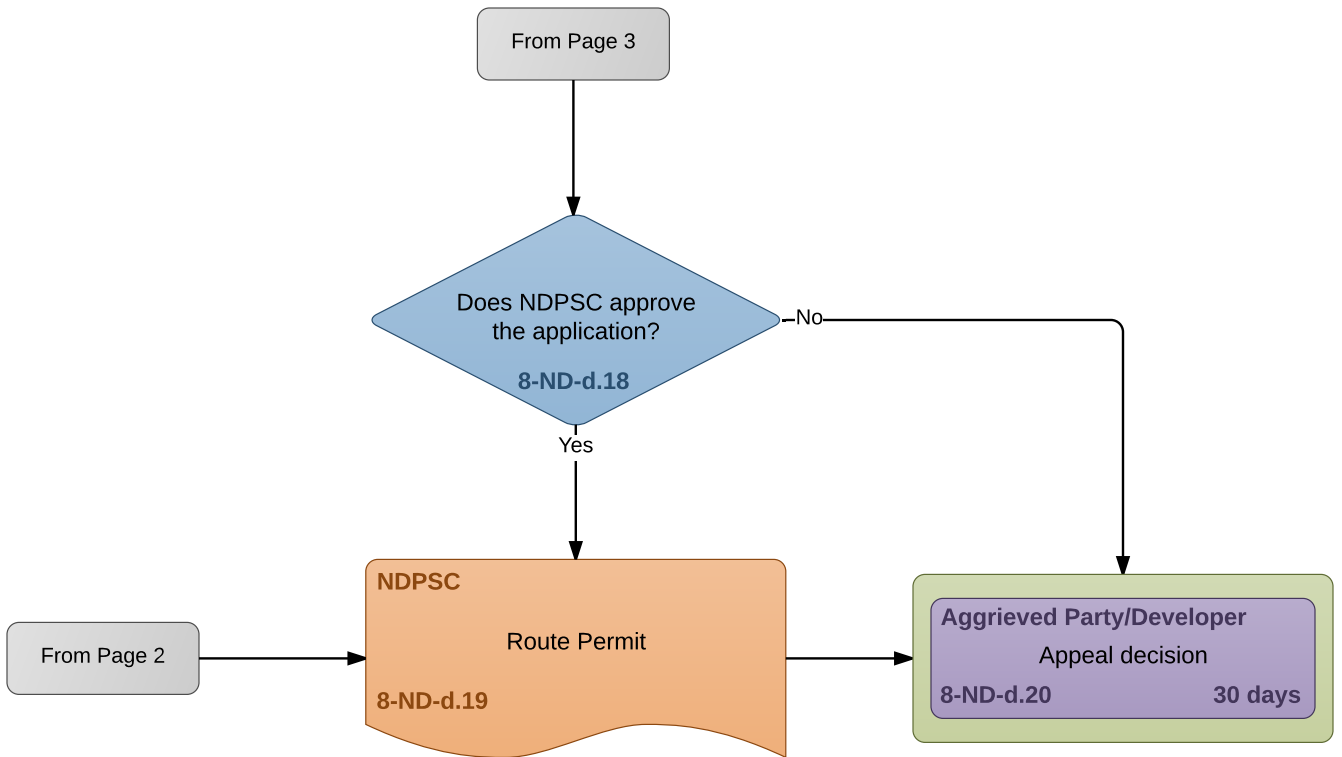 From Page 3
Does NDPSC approve
the application?
8-ND-d.18
No
Yes
NDPSC
Route Permit
8-ND-d.19
From Page 2
Aggrieved Party/Developer
Appeal decision
8-ND-d.20 30 days